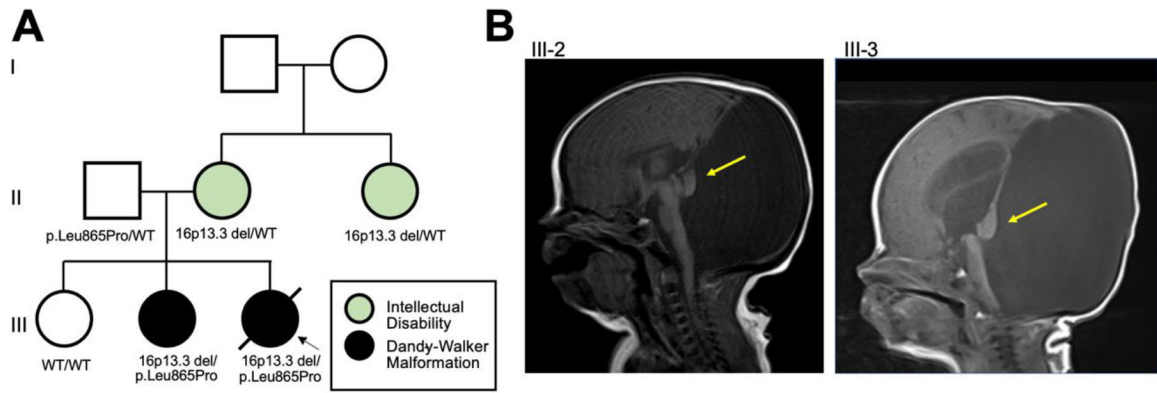 A
I
II
p.Leu865Pro/WT
16p13.3 del/WT
16p13.3 del/WT
III
WT/WT
16p13.3 del/
p.Leu865Pro
16p13.3 del/
p.Leu865Pro
Intellectual
Disability
Dandy-Walker
Malformation
B
III-2
III-3